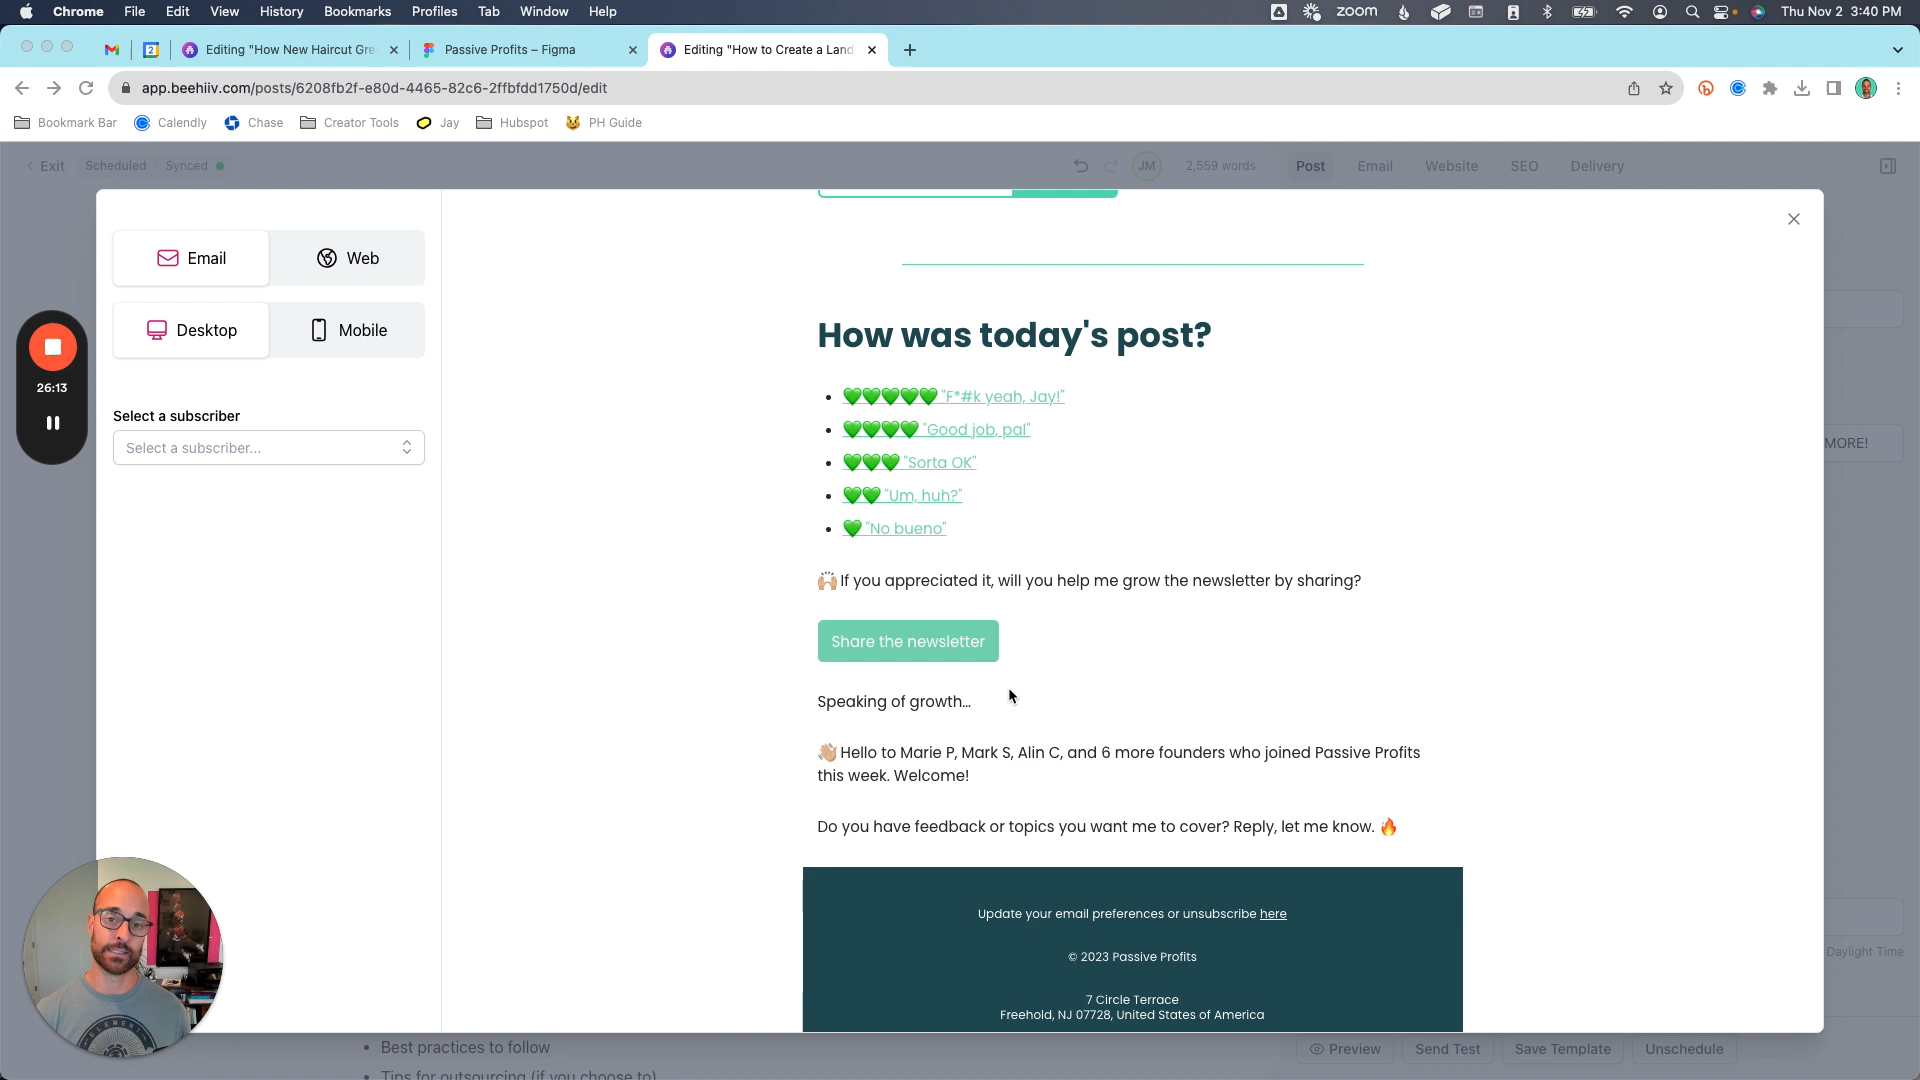 Chrome File Edit View History Bookmarks Profiles Tab Window Help
zoom
Thu Nov 2 3:40 PM
2
Editing "How New Haircut Gre
Passive Profits – Figma
Editing "How to Create a Land
app.beehiiv.com/posts/6208fb2f-e80d-4465-82c6-2ffbfdd1750d/edit
Bookmark Bar
Calendly
Chase
Creator Tools
Jay
Hubspot
PH Guide
Exit
Scheduled
Synced
JM
2,559 words
Post
Email
Website
SEO
Delivery
Email
Web
Desktop
Mobile
26:13
Select a subscriber
Select a subscriber...
How was today's post?
• 💚💚💚💚💚 "F*#k yeah, Jay!"
• 💚💚💚💚 "Good job, pal"
• 💚💚💚 "Sorta OK"
• 💚💚 "Um, huh?"
• 💚 "No bueno"
🙌🏼 If you appreciated it, will you help me grow the newsletter by sharing?
Share the newsletter
Speaking of growth…
👋🏼 Hello to Marie P, Mark S, Alin C, and 6 more founders who joined Passive Profits
this week. Welcome!
Do you have feedback or topics you want me to cover? Reply, let me know. 🔥
Update your email preferences or unsubscribe here
© 2023 Passive Profits
7 Circle Terrace
Freehold, NJ 07728, United States of America
MORE!
Daylight Time
ELEMENT
• Best practices to follow
• Tips for outsourcing (if you choose to)
Preview
Send Test
Save Template
Unschedule